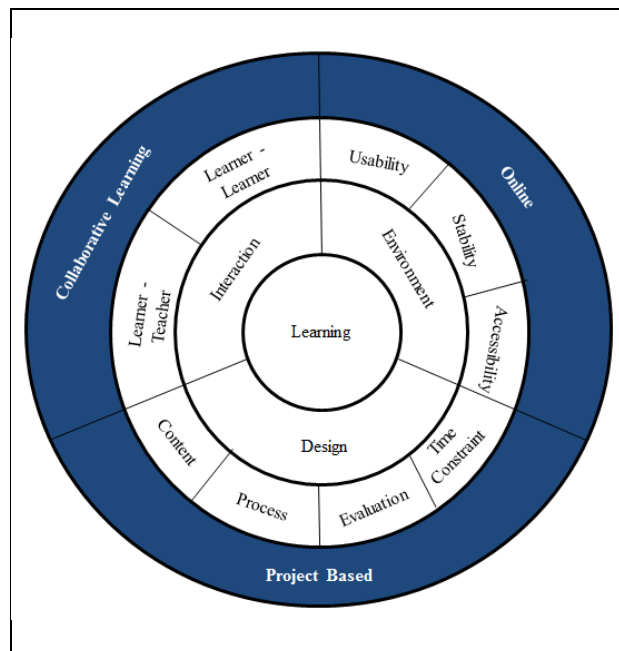 Collaborative Learning
Online
Learner -
Learner
Usability
Stability
Accessibility
Learner -
Teacher
Interaction
Environment
Learning
Design
Content
Process
Evaluation
Time
Constraint
Project Based